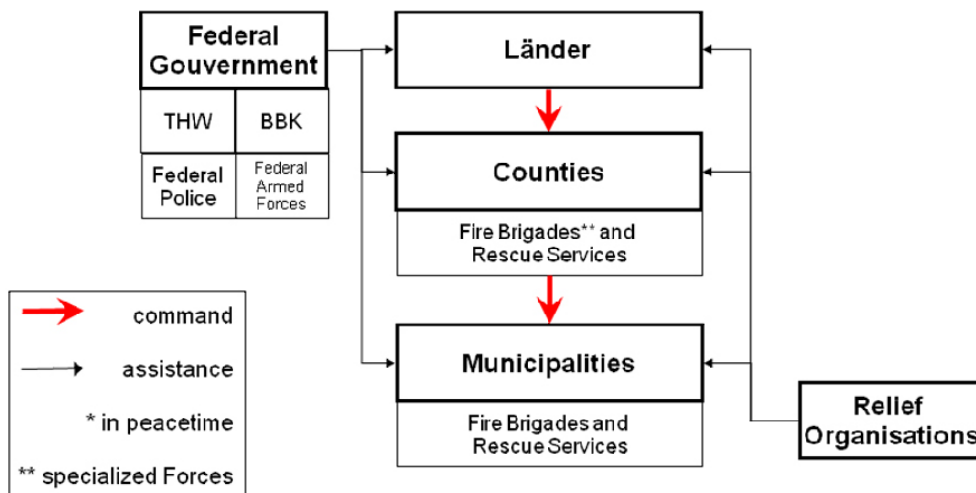 Federal
Gouvernment
THW
BBK
Federal
Police
Federal
Armed
Forces
Länder
Counties
Fire Brigades** and
Rescue Services
Municipalities
Fire Brigades and
Rescue Services
Relief
Organisations
command
assistance
* in peacetime
** specialized Forces